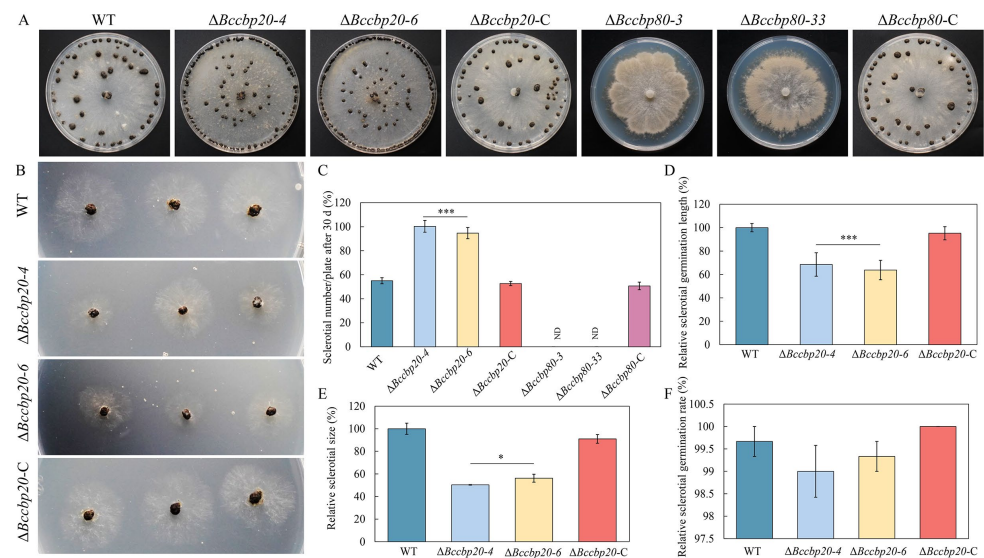 A WT ΔBccbp20-4 ΔBccbp20-6 ΔBccbp20-C ΔBccbp80-3 ΔBccbp80-33 ΔBccbp80-C
B
WT
ΔBccbp20-4
ΔBccbp20-6
ΔBccbp20-C
C
Sclerotial number/plate after 30 d (%)
120
100
80
60
40
20
0
***
ND ND
WT ΔBccbp20-4 ΔBccbp20-6 ΔBccbp20-C ΔBccbp80-3 ΔBccbp80-33 ΔBccbp80-C
D
Relative sclerotial germination length (%)
120
100
80
60
40
20
0
***
WT ΔBccbp20-4 ΔBccbp20-6 ΔBccbp20-C
E
Relative sclerotial size (%)
120
100
80
60
40
20
0
*
WT ΔBccbp20-4 ΔBccbp20-6 ΔBccbp20-C
F
Relative sclerotial germination rate (%)
100.5
100
99.5
99
98.5
98
97.5
WT ΔBccbp20-4 ΔBccbp20-6 ΔBccbp20-C